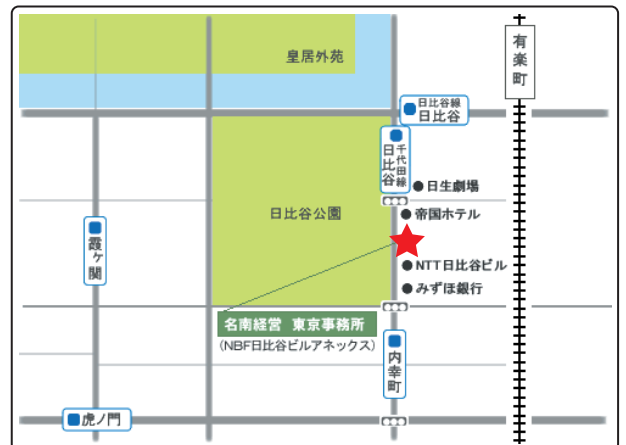 皇居外苑
有楽町
日比谷線
日比谷
千代田線
日比谷
日生劇場
帝国ホテル
日比谷公園
霞ヶ関
NTT日比谷ビル
みずほ銀行
名南経営 東京事務所
(NBF日比谷ビルアネックス)
内幸町
虎ノ門